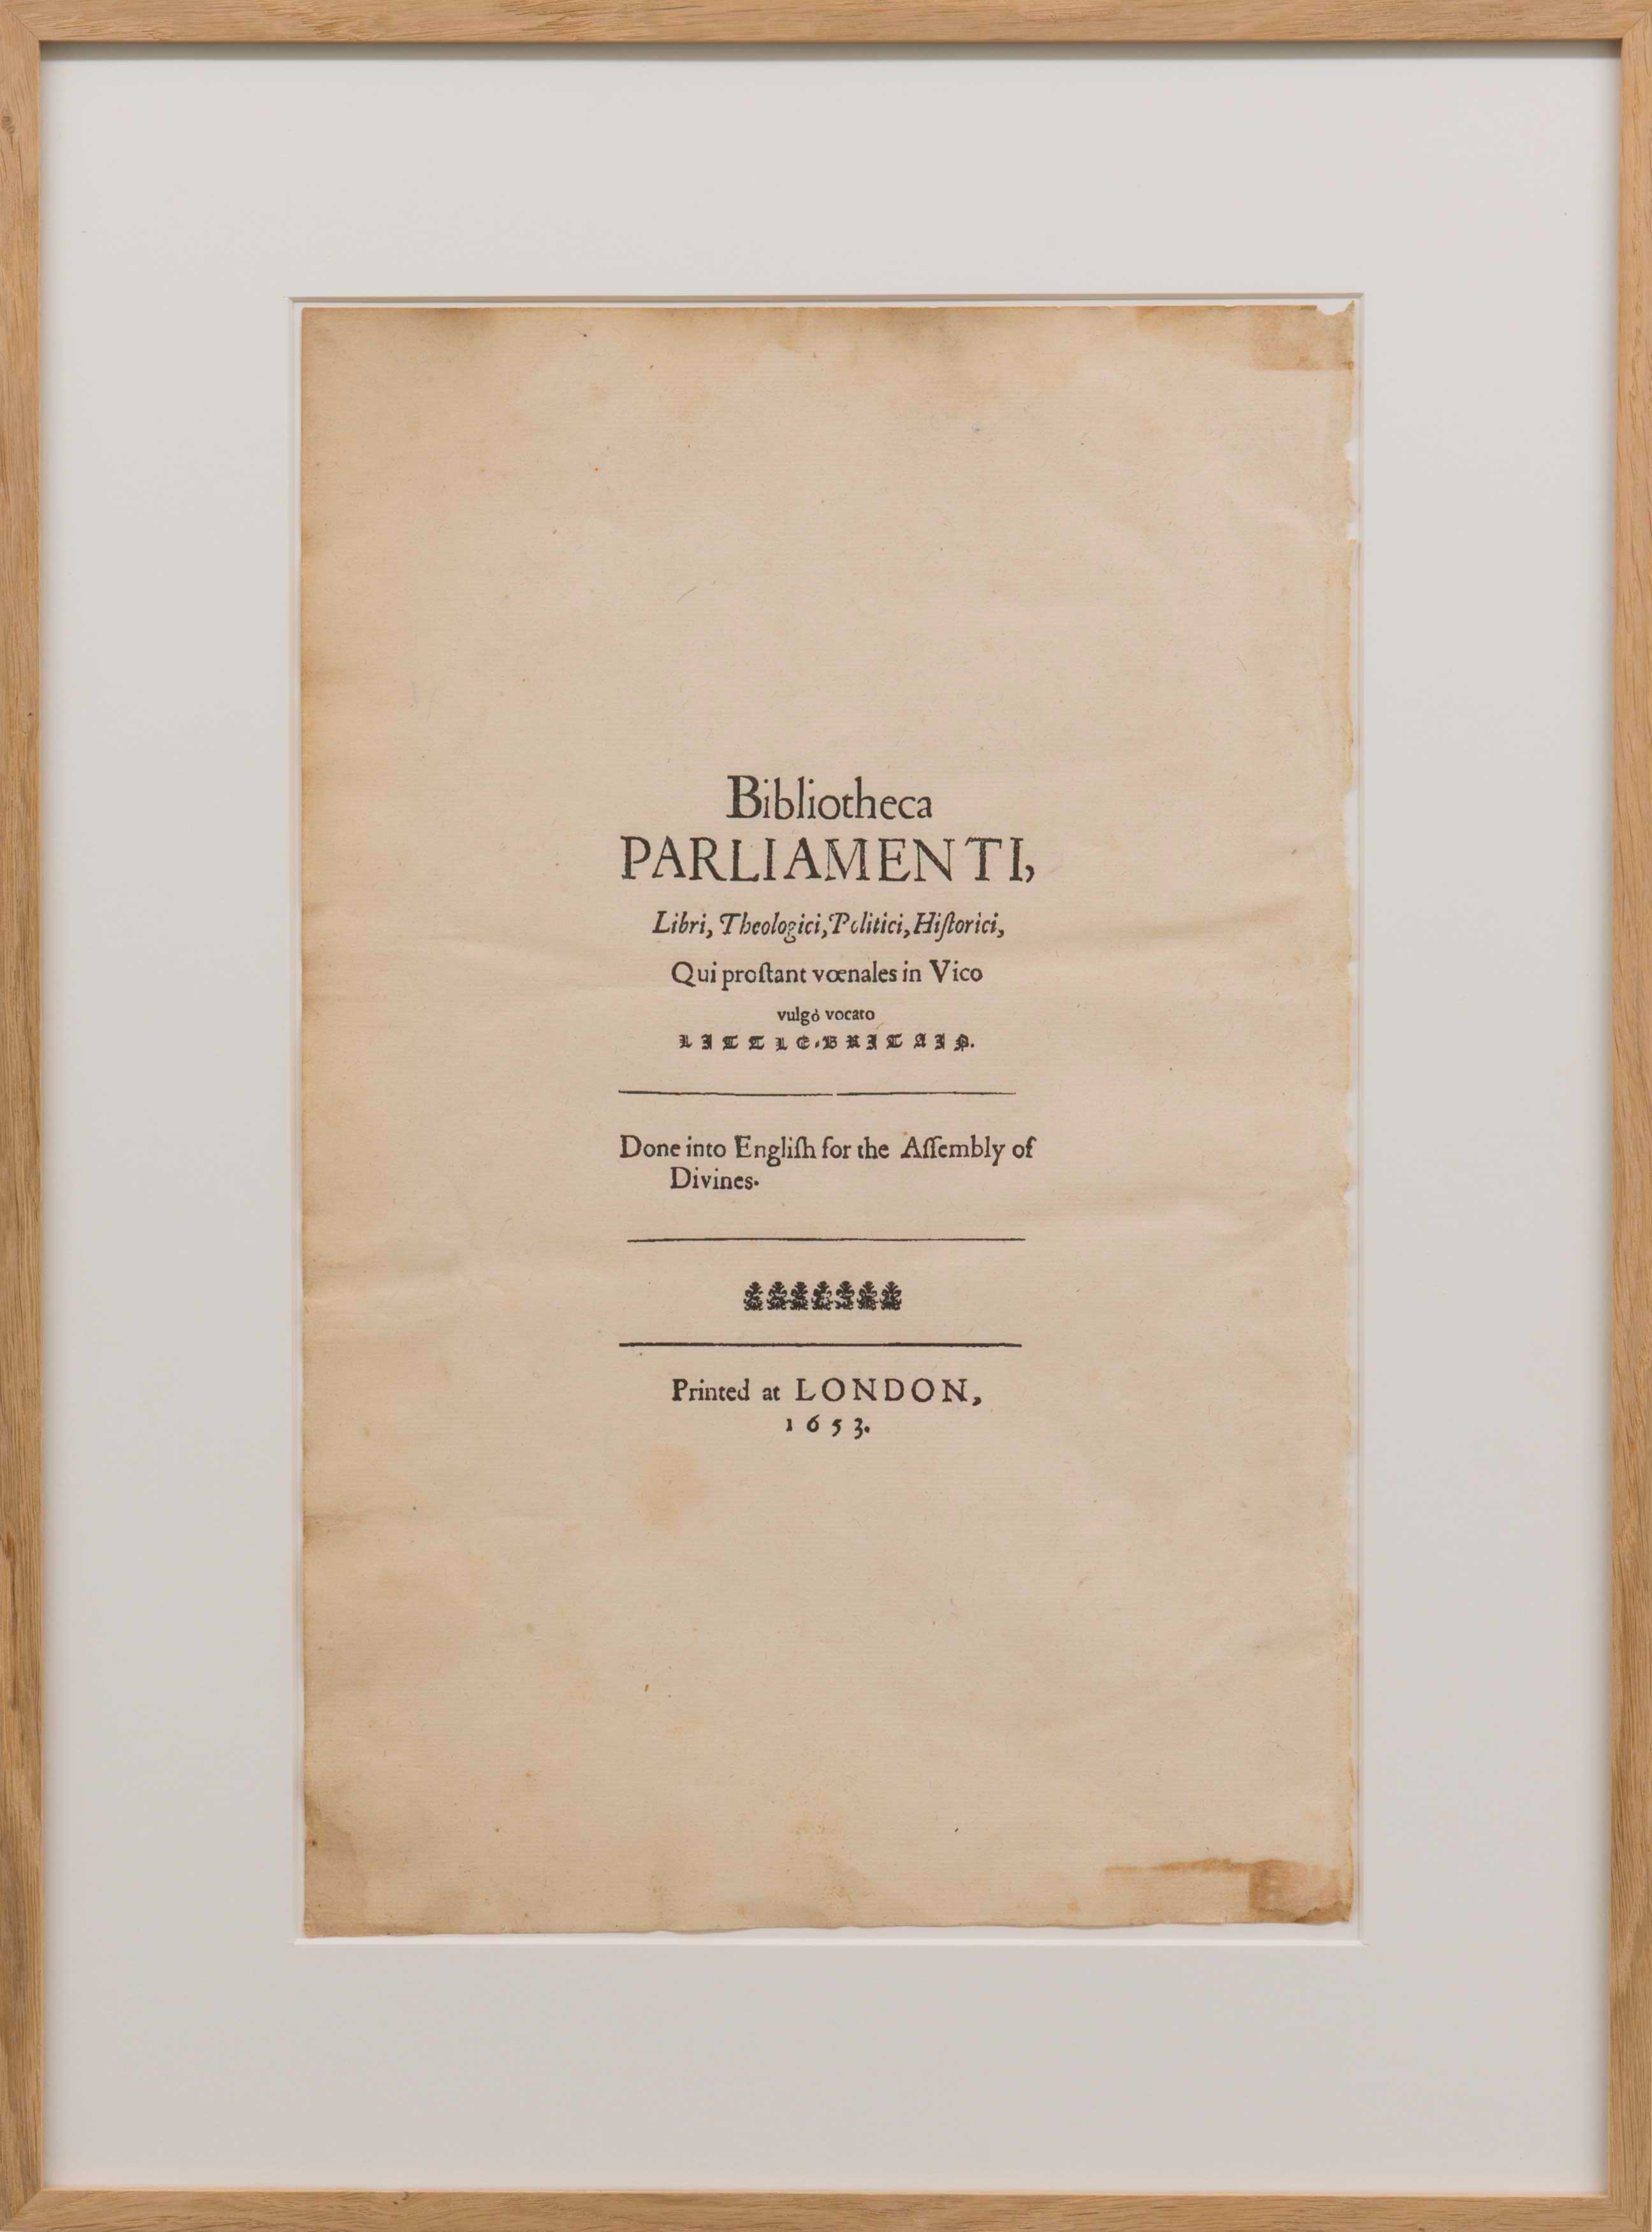 Bibliotheca
PARLIAMENTI,
Libri, Theologici, Politici, Hiſtorici,
Qui proſtant vœnales in Vico
vulgò vocato
LITTLE-BRITAIN.
Done into Engliſh for the Aſſembly of
Divines.
Printed at LONDON,
1653.